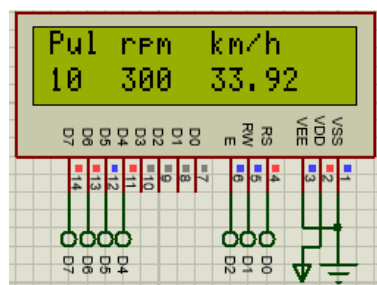 Pul rpm km/h
10 300 33.92
D7 D6 D5 D4 D3 D2 D1 D0 E RW RS VEE VDD VSS
14 13 12 11 10 9 8 7 6 5 4 3 2 1
D7 D6 D5 D4 D2 D1 D0